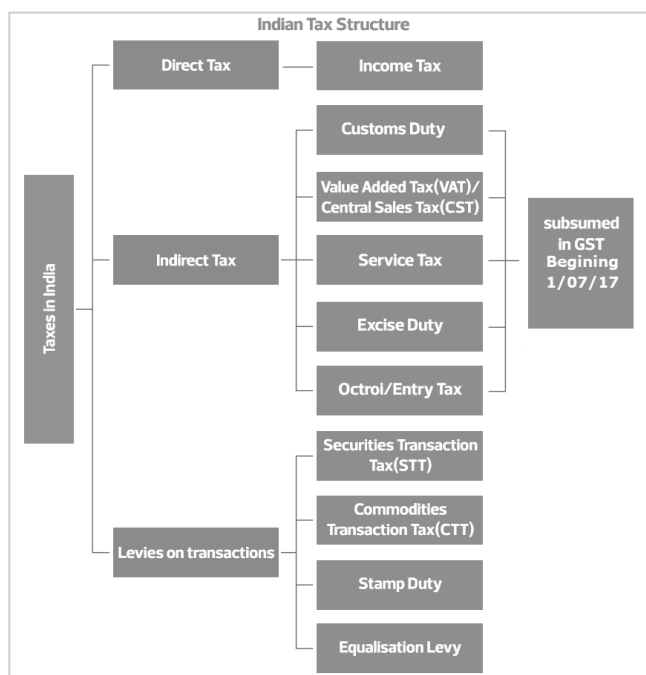 Indian Tax Structure
Taxes in India
Direct Tax
Income Tax
Indirect Tax
Customs Duty
Value Added Tax(VAT)/
Central Sales Tax(CST)
Service Tax
Excise Duty
Octroi/Entry Tax
subsumed
in GST
Begining
1/07/17
Levies on transactions
Securities Transaction
Tax(STT)
Commodities
Transaction Tax(CTT)
Stamp Duty
Equalisation Levy